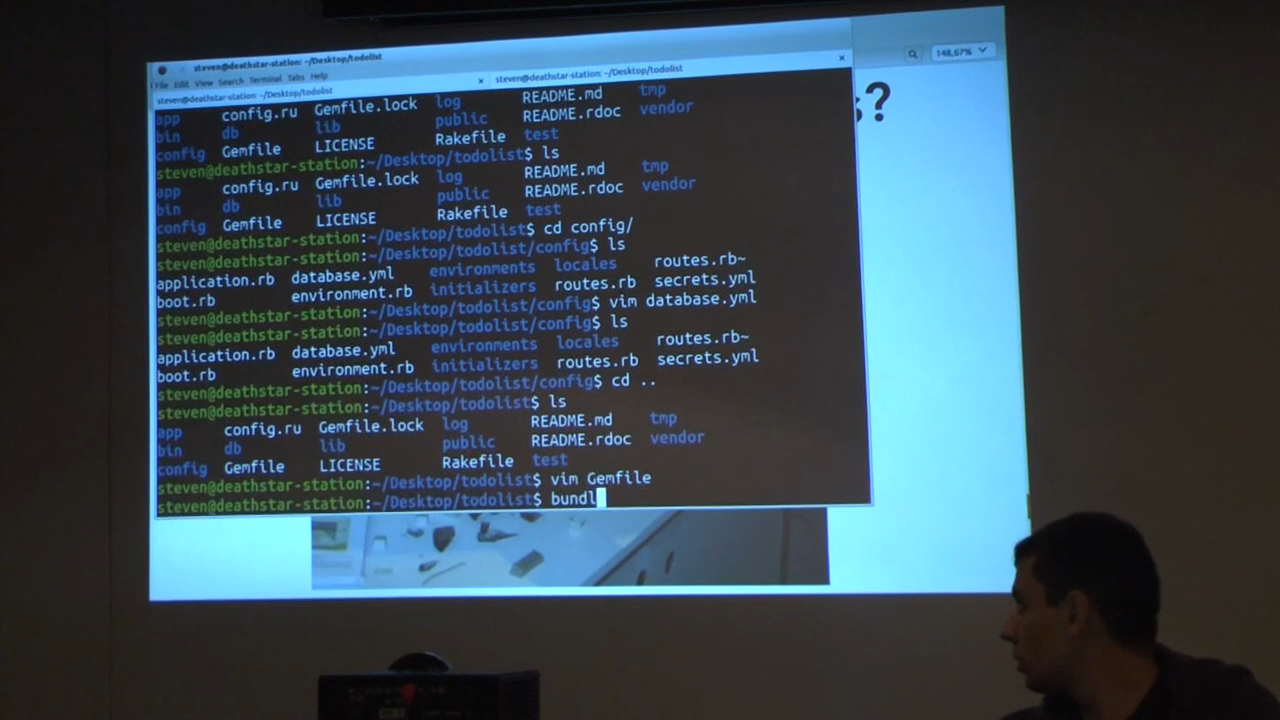 steven@deathstar-station: ~/Desktop/todolist
File Edit View Search Terminal Tabs Help
steven@deathstar-station: ~/Desktop/todolist × steven@deathstar-station: ~/Desktop/todolist ×
148,67%
s?
app config.ru Gemfile.lock log README.md tmp
bin db lib public README.rdoc vendor
config Gemfile LICENSE Rakefile test
steven@deathstar-station:~/Desktop/todolist$ ls
app config.ru Gemfile.lock log README.md tmp
bin db lib public README.rdoc vendor
config Gemfile LICENSE Rakefile test
steven@deathstar-station:~/Desktop/todolist$ cd config/
steven@deathstar-station:~/Desktop/todolist/config$ ls
application.rb database.yml environments locales routes.rb~
boot.rb environment.rb initializers routes.rb secrets.yml
steven@deathstar-station:~/Desktop/todolist/config$ vim database.yml
steven@deathstar-station:~/Desktop/todolist/config$ ls
application.rb database.yml environments locales routes.rb~
boot.rb environment.rb initializers routes.rb secrets.yml
steven@deathstar-station:~/Desktop/todolist/config$ cd ..
steven@deathstar-station:~/Desktop/todolist$ ls
app config.ru Gemfile.lock log README.md tmp
bin db lib public README.rdoc vendor
config Gemfile LICENSE Rakefile test
steven@deathstar-station:~/Desktop/todolist$ vim Gemfile
steven@deathstar-station:~/Desktop/todolist$ bundl